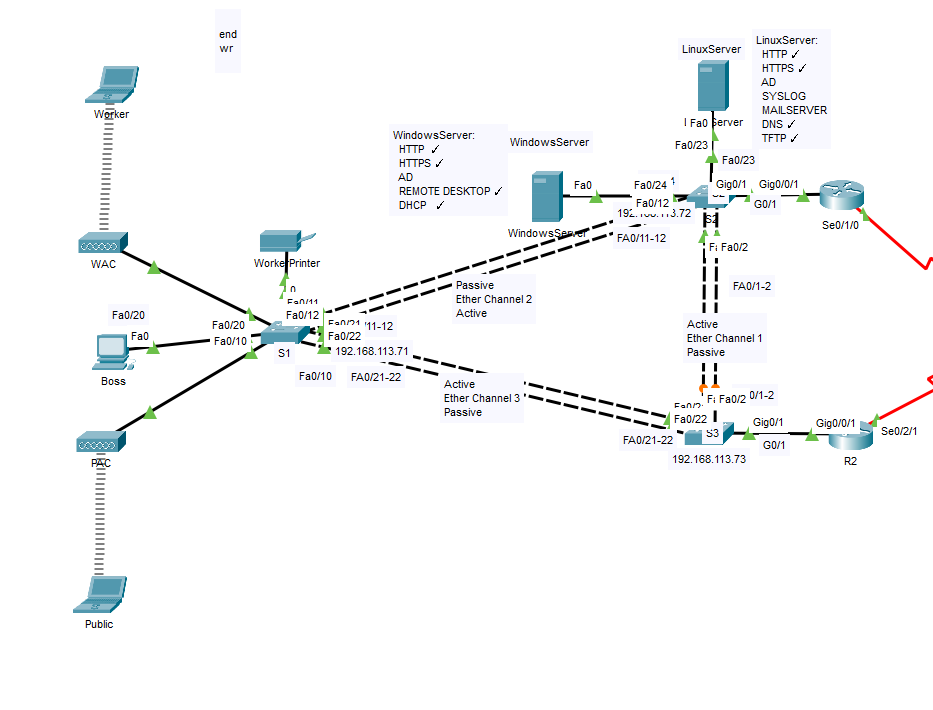 end
wr
Worker
WAC
Fa0/20
Fa0
Boss
PAC
Public
Fa0/20
Fa0/10
WorkerPrinter
Fa0/11
Fa0/12
S1
Fa0/22
192.168.113.71
Fa0/10
FA0/21-22
WindowsServer:
HTTP ✓
HTTPS ✓
AD
REMOTE DESKTOP ✓
DHCP ✓
WindowsServer
WindowsServer
Fa0
Fa0/24
Fa0/12
FA0/11-12
Passive
Ether Channel 2
Active
Active
Ether Channel 3
Passive
LinuxServer
Fa0
Fa0/23
Fa0/23
LinuxServer:
HTTP ✓
HTTPS ✓
AD
SYSLOG
MAILSERVER
DNS ✓
TFTP ✓
Gig0/1
Gig0/0/1
G0/1
S2
Se0/1/0
Fa0/2
FA0/1-2
Active
Ether Channel 1
Passive
Fa0/2
Fa0/22
FA0/21-22
S3
192.168.113.73
Gig0/1
Gig0/0/1
G0/1
R2
Se0/2/1